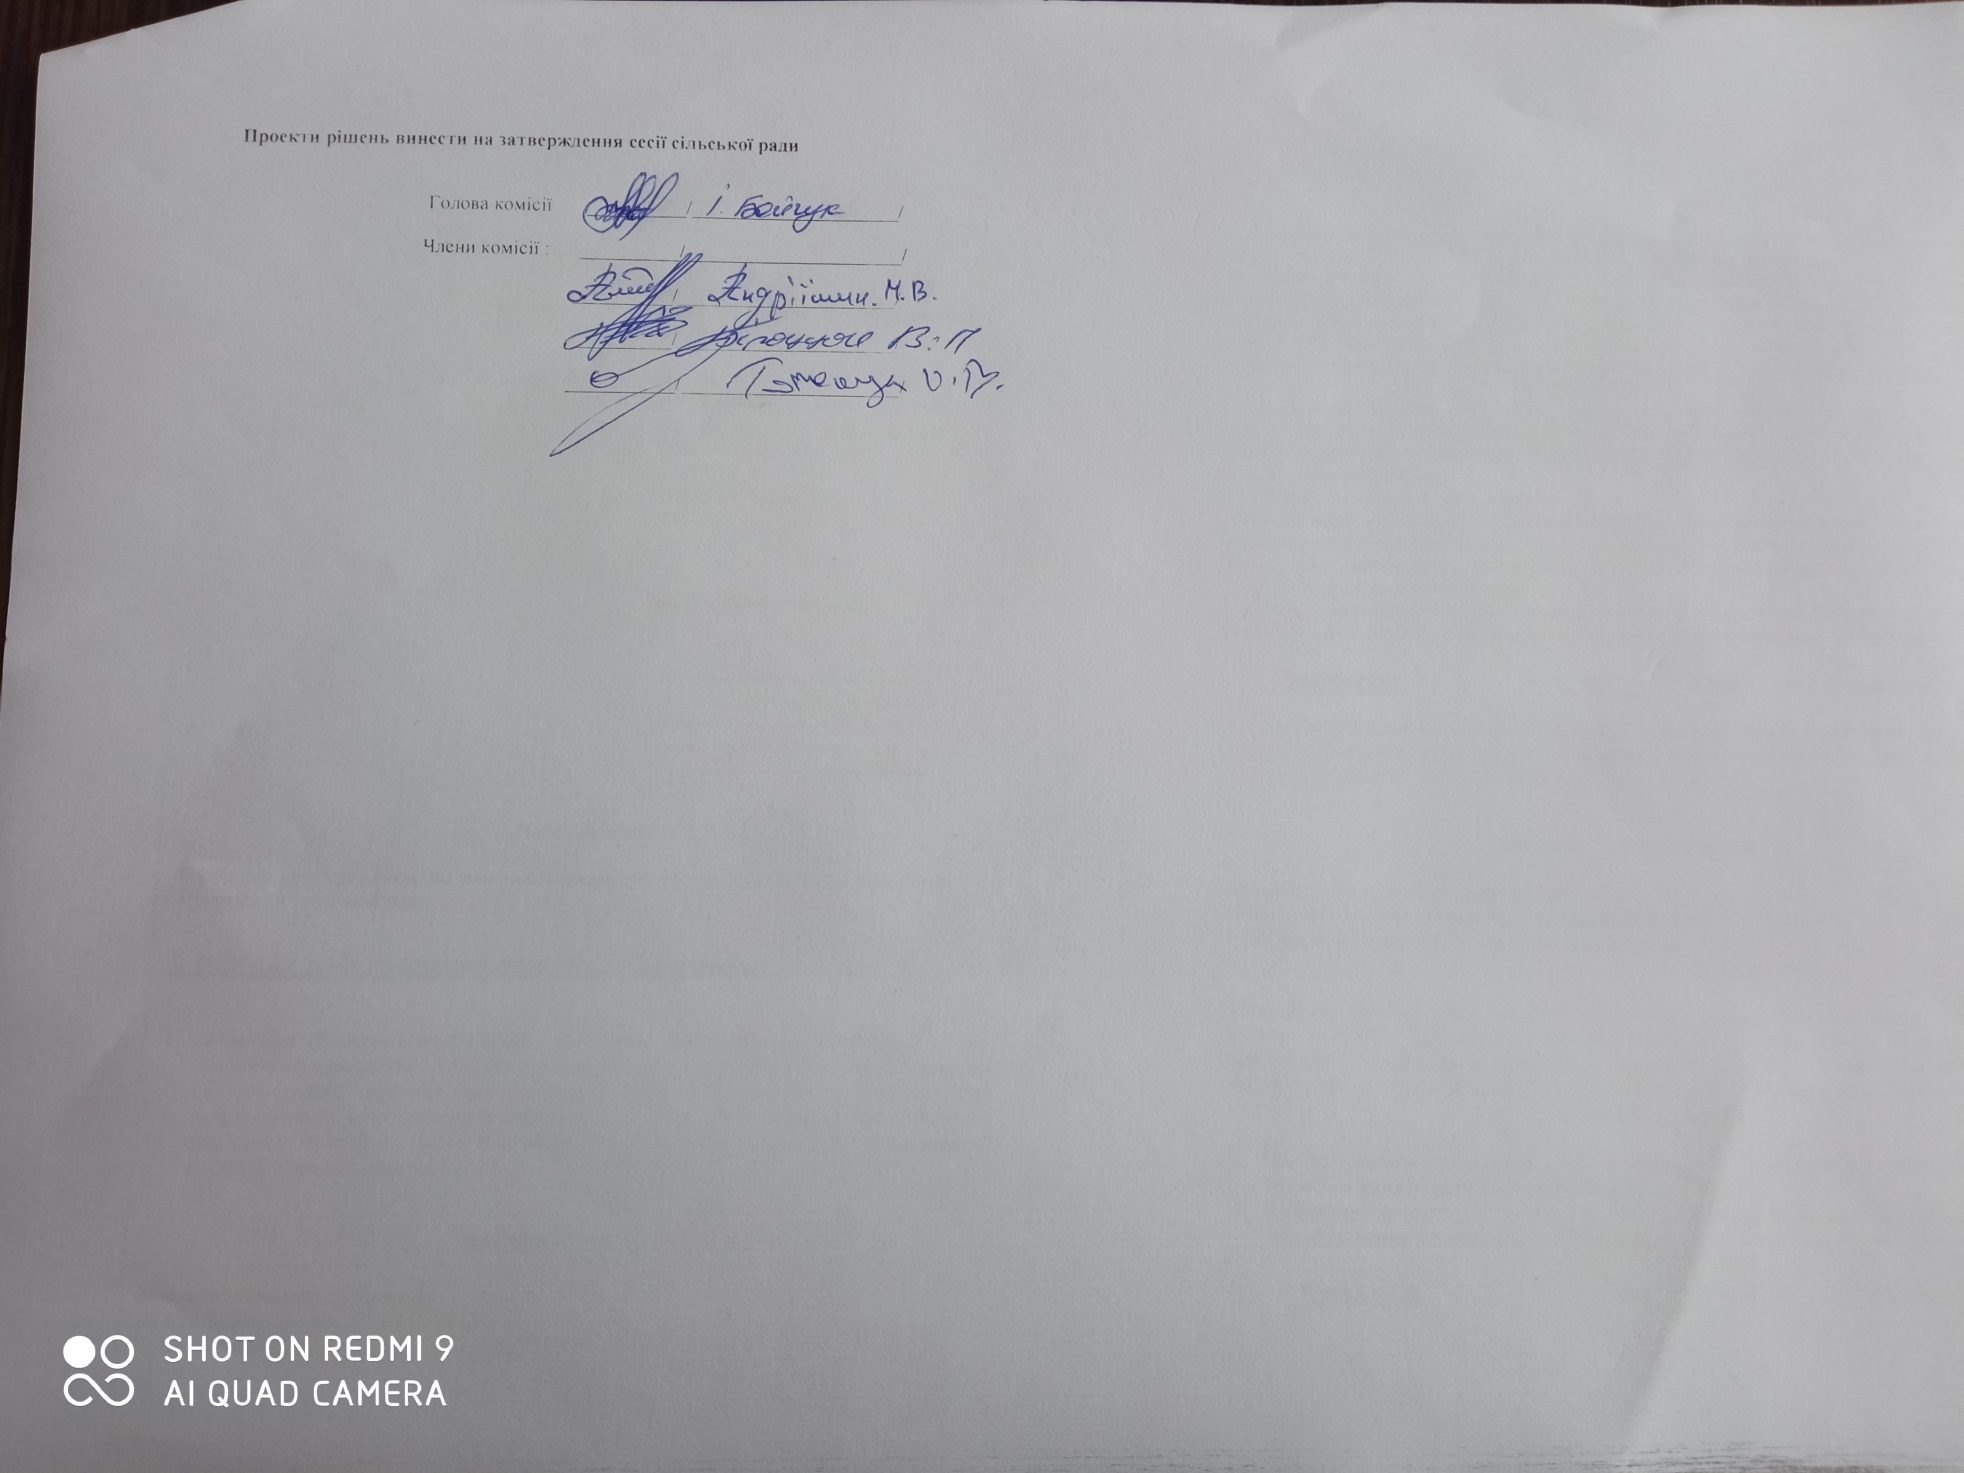 Проекти рішень винести на затвердження сесії сільської ради
Голова комісії / І. Бойчук /
Члени комісії : / /
/ Андріїшин. М. В.
/ В. П
/
SHOT ON REDMI 9
AI QUAD CAMERA